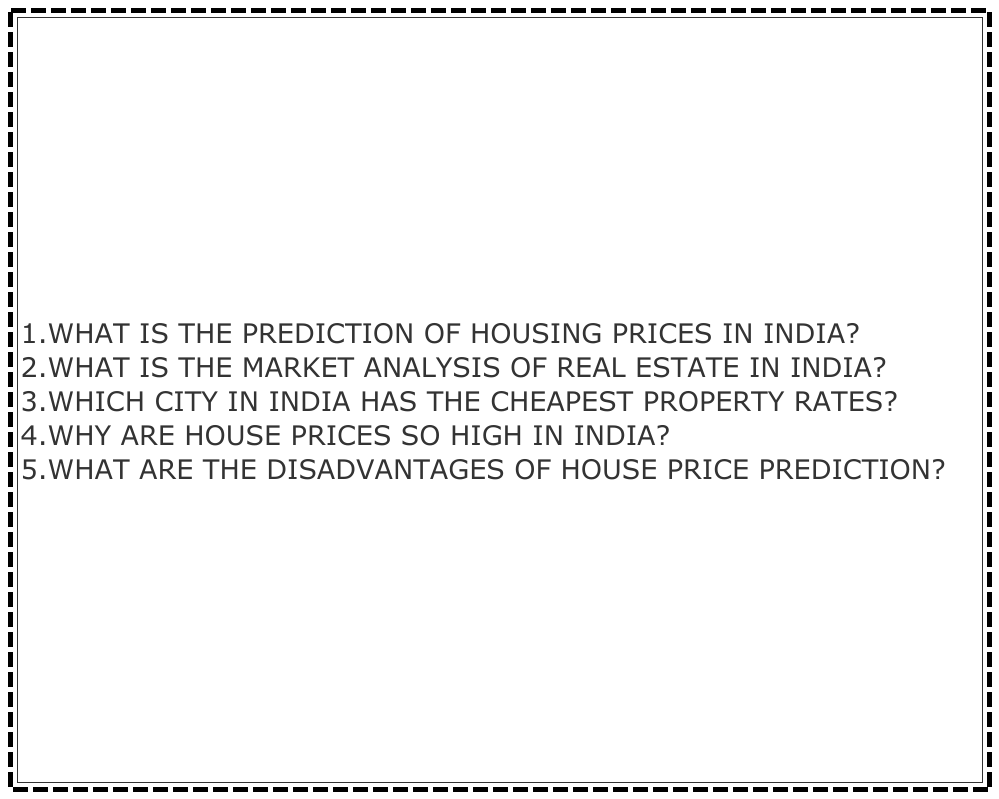 1.WHAT IS THE PREDICTION OF HOUSING PRICES IN INDIA?
2.WHAT IS THE MARKET ANALYSIS OF REAL ESTATE IN INDIA?
3.WHICH CITY IN INDIA HAS THE CHEAPEST PROPERTY RATES?
4.WHY ARE HOUSE PRICES SO HIGH IN INDIA?
5.WHAT ARE THE DISADVANTAGES OF HOUSE PRICE PREDICTION?